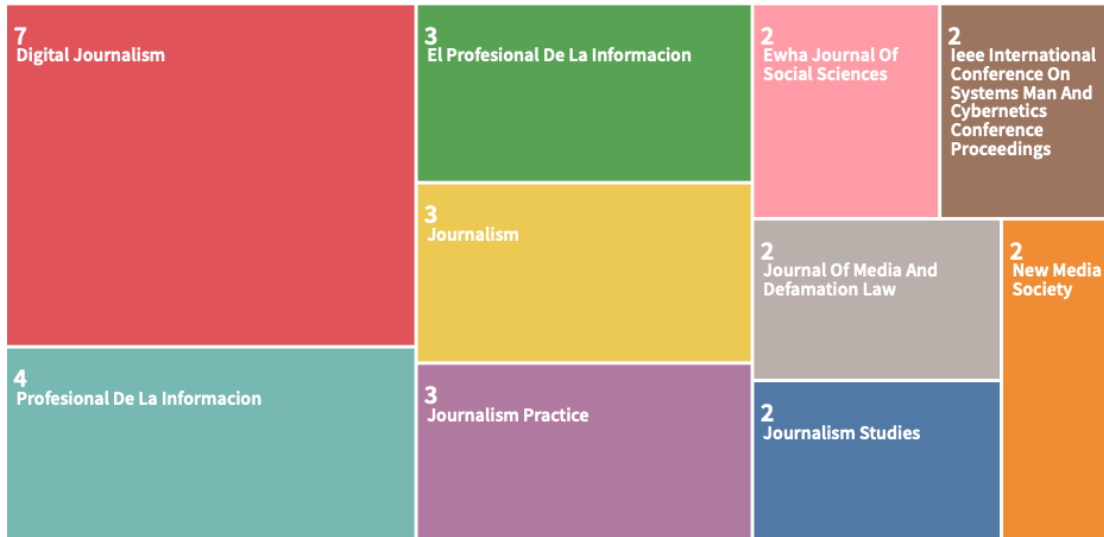 7
Digital Journalism
4
Profesional De La Informacion
3
El Profesional De La Informacion
3
Journalism
3
Journalism Practice
2
Ewha Journal Of
Social Sciences
2
Ieee International
Conference On
Systems Man And
Cybernetics
Conference
Proceedings
2
Journal Of Media And
Defamation Law
2
Journalism Studies
2
New Media
Society